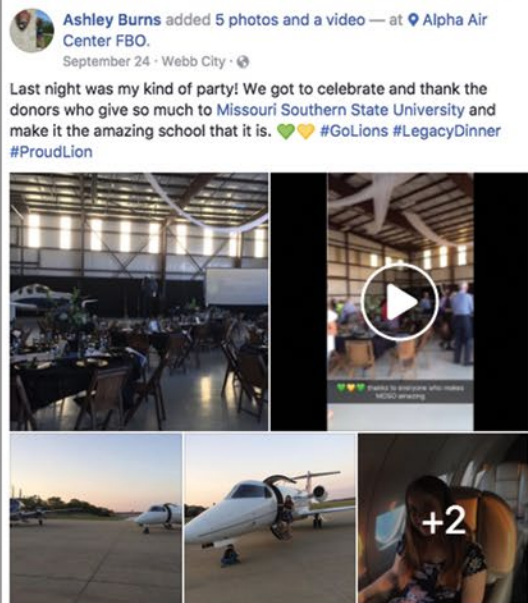 Ashley Burns added 5 photos and a video — at Alpha Air
Center FBO.
September 24 · Webb City ·
Last night was my kind of party! We got to celebrate and thank the
donors who give so much to Missouri Southern State University and
make it the amazing school that it is. 💚💛 #GoLions #LegacyDinner
#ProudLion
💚💛💚 thanks to everyone who makes
MOSO amazing
+2